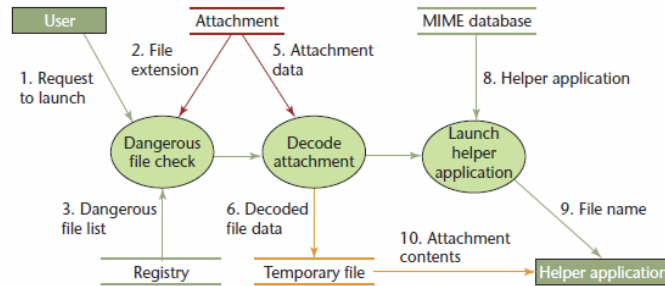 User
Attachment
MIME database
1. Request
to launch
2. File
extension
5. Attachment
data
8. Helper application
Dangerous
file check
Decode
attachment
Launch
helper
application
3. Dangerous
file list
6. Decoded
file data
9. File name
10. Attachment
contents
Registry
Temporary file
Helper application